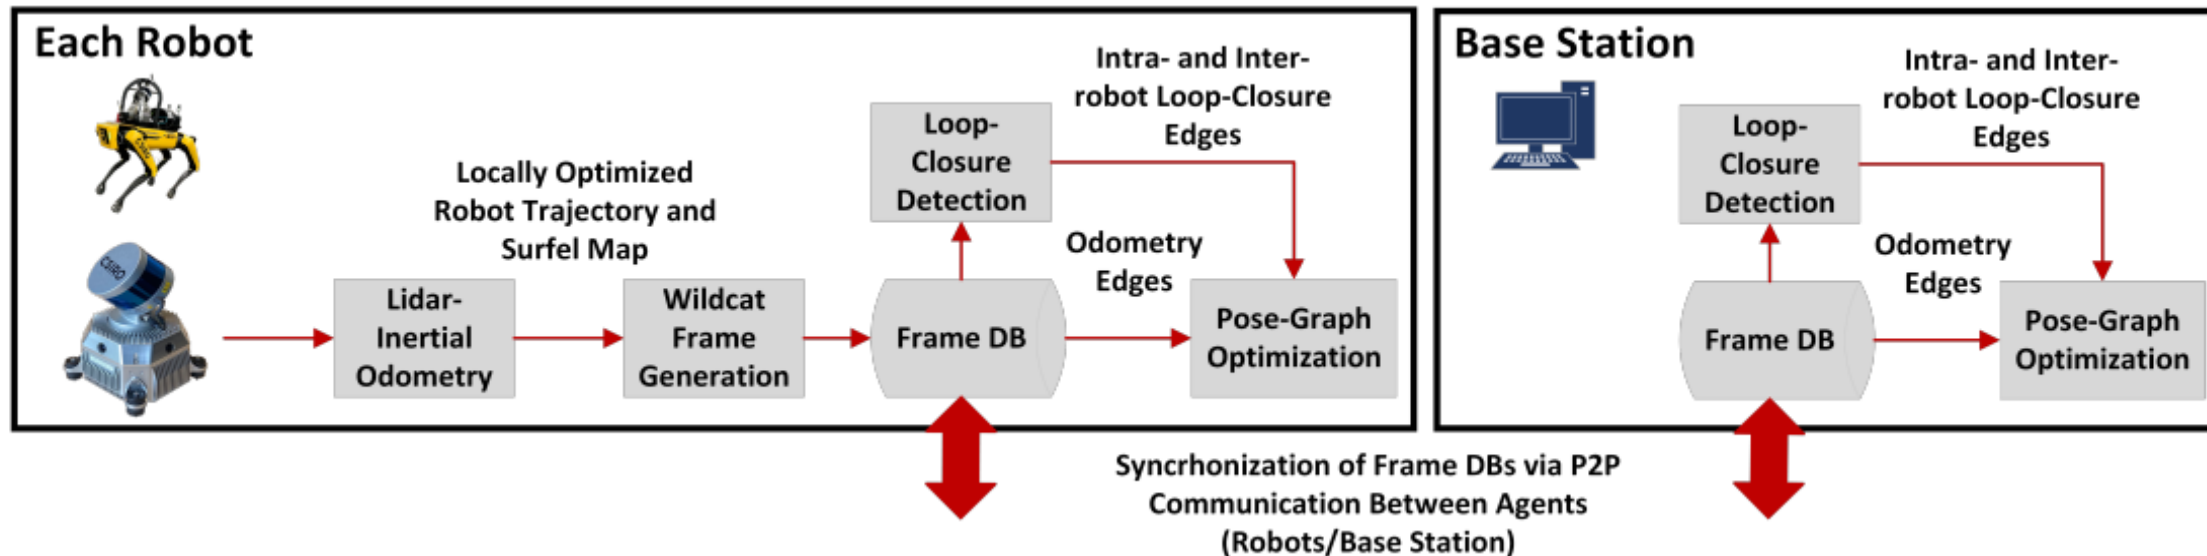 Each Robot
CSIRO
Locally Optimized
Robot Trajectory and
Surfel Map
Lidar-
Inertial
Odometry
Wildcat
Frame
Generation
Loop-
Closure
Detection
Intra- and Inter-
robot Loop-Closure
Edges
Odometry
Edges
Frame DB
Pose-Graph
Optimization
Base Station
Loop-
Closure
Detection
Intra- and Inter-
robot Loop-Closure
Edges
Odometry
Edges
Frame DB
Pose-Graph
Optimization
Syncrhonization of Frame DBs via P2P
Communication Between Agents
(Robots/Base Station)